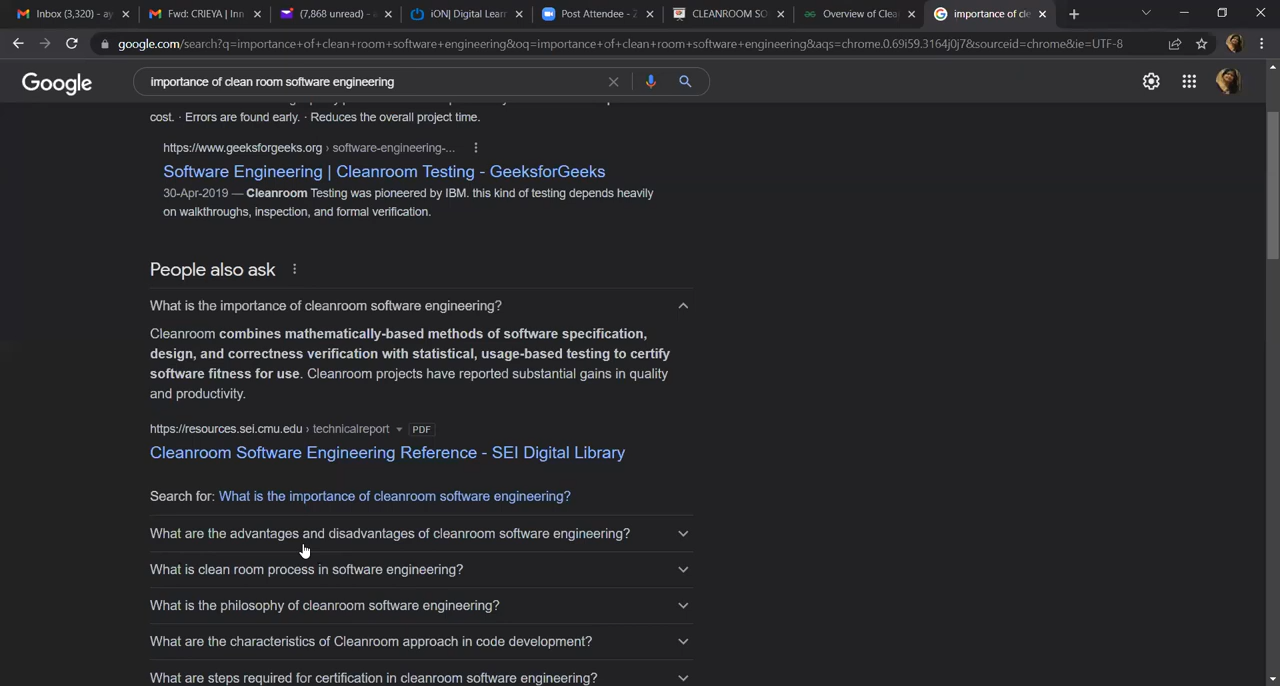 Inbox (3,320) - ay
Fwd: CRIEYA | Inn
(7,868 unread) -
iON| Digital Learn
Post Attendee - Z
CLEANROOM SO
Overview of Clea
importance of cle
google.com/search?q=importance+of+clean+room+software+engineering&oq=importance+of+clean+room+software+engineering&aqs=chrome.0.69i59.3164j0j7&sourceid=chrome&ie=UTF-8
Google
importance of clean room software engineering
cost. · Errors are found early. · Reduces the overall project time.
https://www.geeksforgeeks.org › software-engineering-...
Software Engineering | Cleanroom Testing - GeeksforGeeks
30-Apr-2019 — Cleanroom Testing was pioneered by IBM. this kind of testing depends heavily
on walkthroughs, inspection, and formal verification.
People also ask
What is the importance of cleanroom software engineering?
Cleanroom combines mathematically-based methods of software specification,
design, and correctness verification with statistical, usage-based testing to certify
software fitness for use. Cleanroom projects have reported substantial gains in quality
and productivity.
https://resources.sei.cmu.edu › technicalreport PDF
Cleanroom Software Engineering Reference - SEI Digital Library
Search for: What is the importance of cleanroom software engineering?
What are the advantages and disadvantages of cleanroom software engineering?
What is clean room process in software engineering?
What is the philosophy of cleanroom software engineering?
What are the characteristics of Cleanroom approach in code development?
What are steps required for certification in cleanroom software engineering?